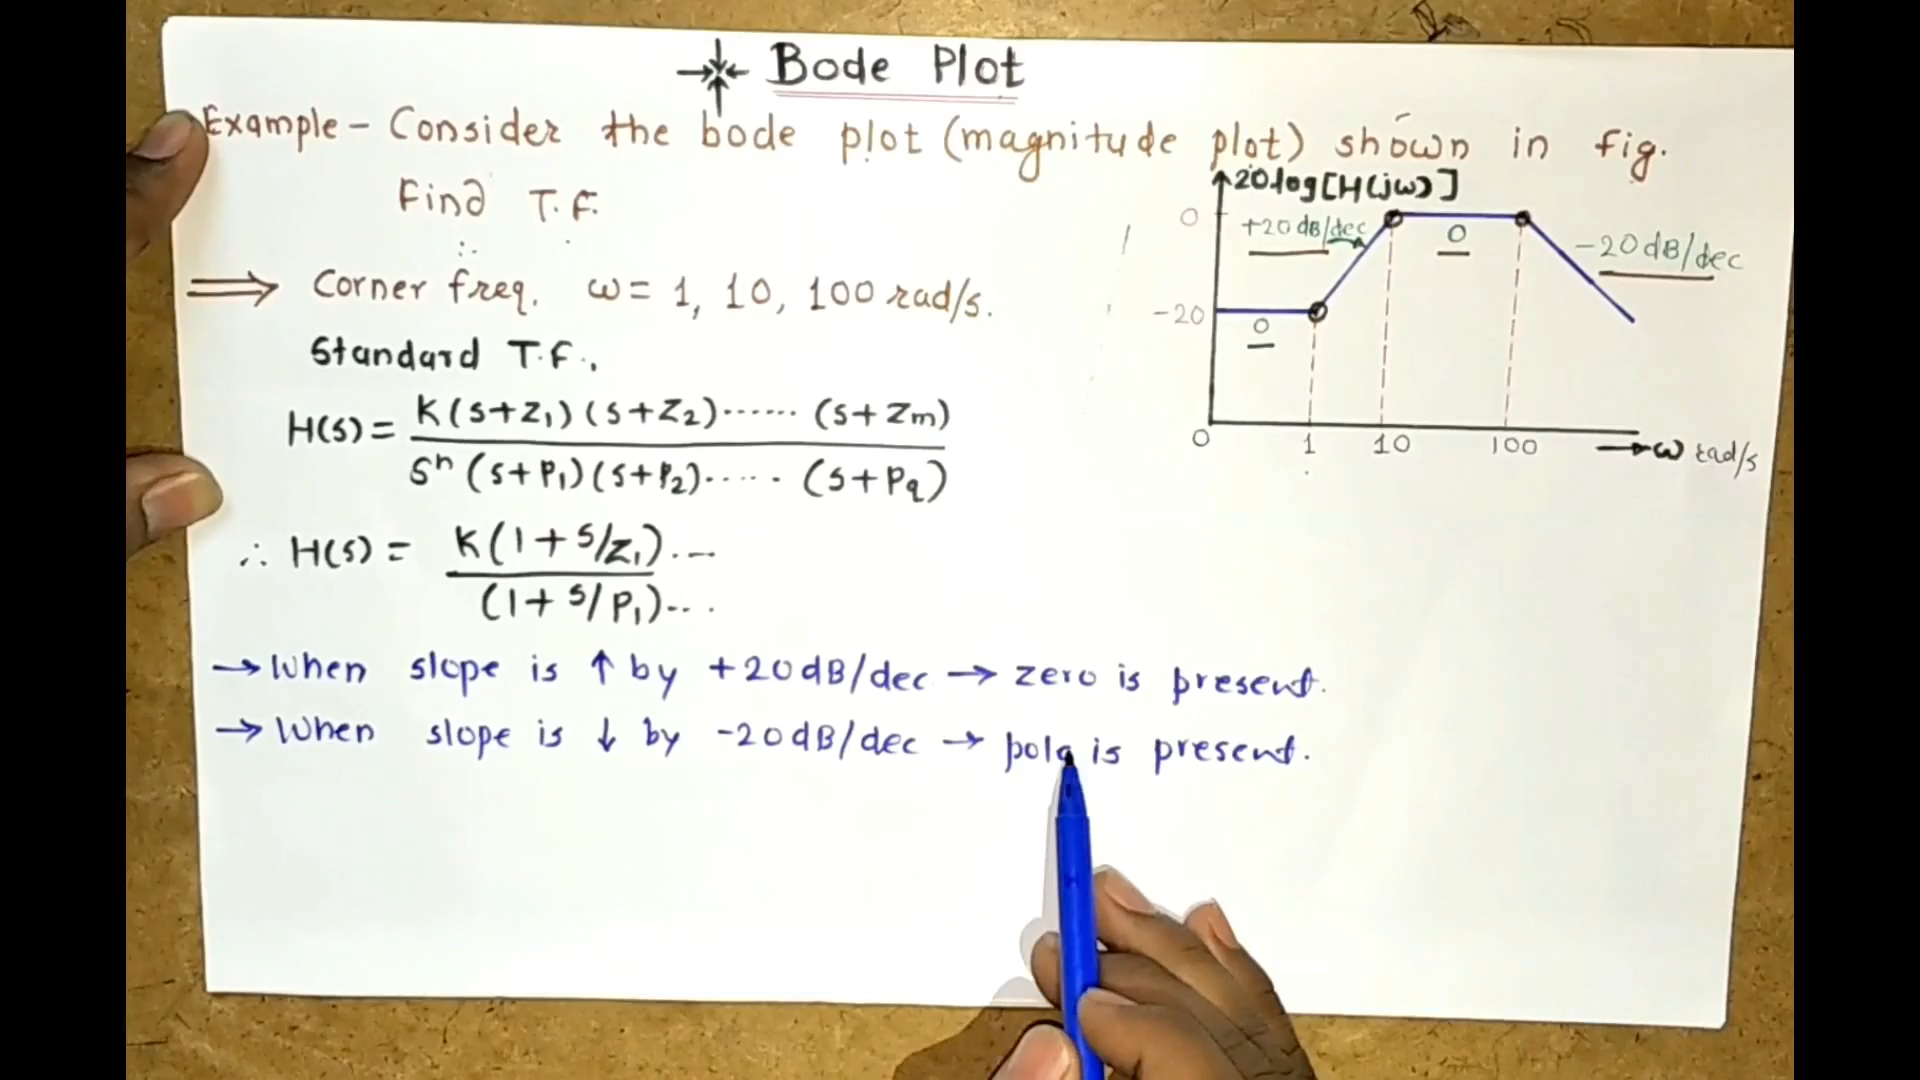 Bode Plot
Example - Consider the bode plot (magnitude plot) shown in fig.
Find T.F.
⟹ Corner freq. ω = 1, 10, 100 rad/s.
Standard T.F.,
H(s) = K(s+z₁)(s+z₂)...... (s+zm)
sⁿ(s+p₁)(s+p₂)..... (s+pq)
∴ H(s) = K(1+s/z₁)...
(1+s/p₁)...
→ When slope is ↑ by +20dB/dec → zero is present.
→ When slope is ↓ by -20dB/dec → pole is present.
20log[H(jω)]
0
+20dB/dec
0
-20dB/dec
-20
0
0
1
10
100
→ω rad/s